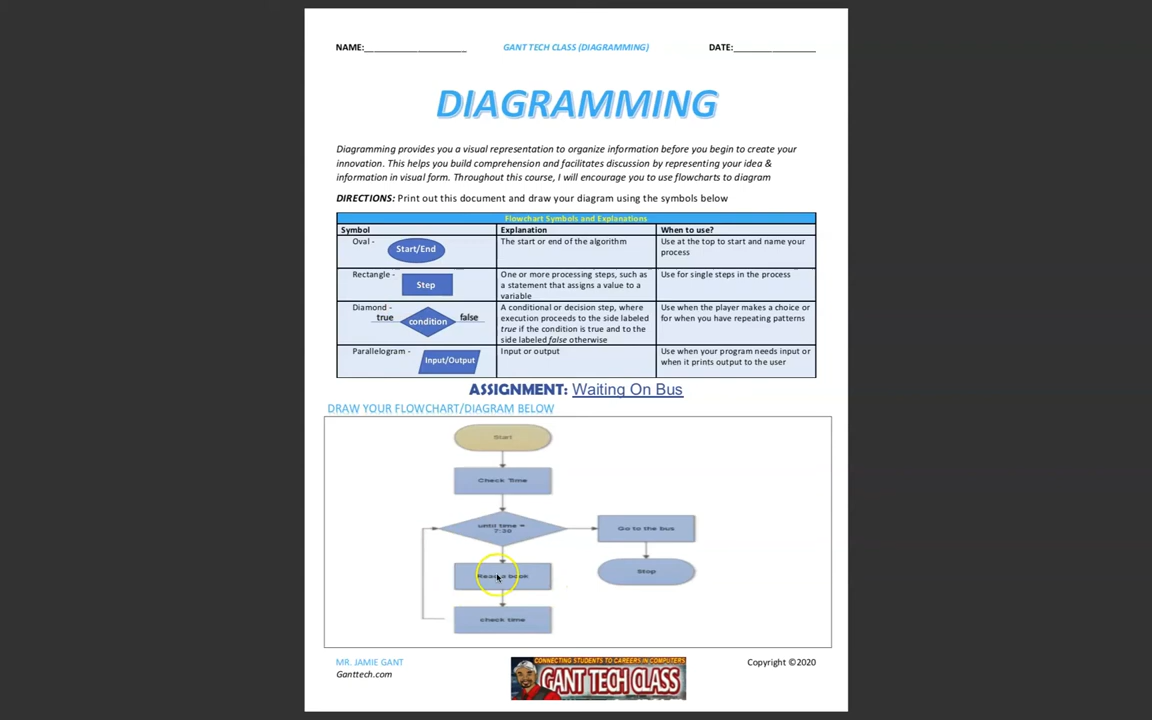 NAME:____________________ GANT TECH CLASS (DIAGRAMMING) DATE:________________
DIAGRAMMING
Diagramming provides you a visual representation to organize information before you begin to create your
innovation. This helps you build comprehension and facilitates discussion by representing your idea &
information in visual form. Throughout this course, I will encourage you to use flowcharts to diagram
DIRECTIONS: Print out this document and draw your diagram using the symbols below
Flowchart Symbols and Explanations
Symbol Explanation When to use?
Oval -
Start/End
The start or end of the algorithm
Use at the top to start and name your
process
Rectangle -
Step
One or more processing steps, such as
a statement that assigns a value to a
variable
Use for single steps in the process
Diamond -
true condition false
A conditional or decision step, where
execution proceeds to the side labeled
true if the condition is true and to the
side labeled false otherwise
Use when the player makes a choice or
for when you have repeating patterns
Parallelogram -
Input/Output
Input or output
Use when your program needs input or
when it prints output to the user
ASSIGNMENT: Waiting On Bus
DRAW YOUR FLOWCHART/DIAGRAM BELOW
Start
Check Time
until time =
7:20
Go to the bus
Read a book
Stop
check time
MR. JAMIE GANT
Ganttech.com
CONNECTING STUDENTS TO CAREERS IN COMPUTERS
GANT TECH CLASS
Copyright ©2020